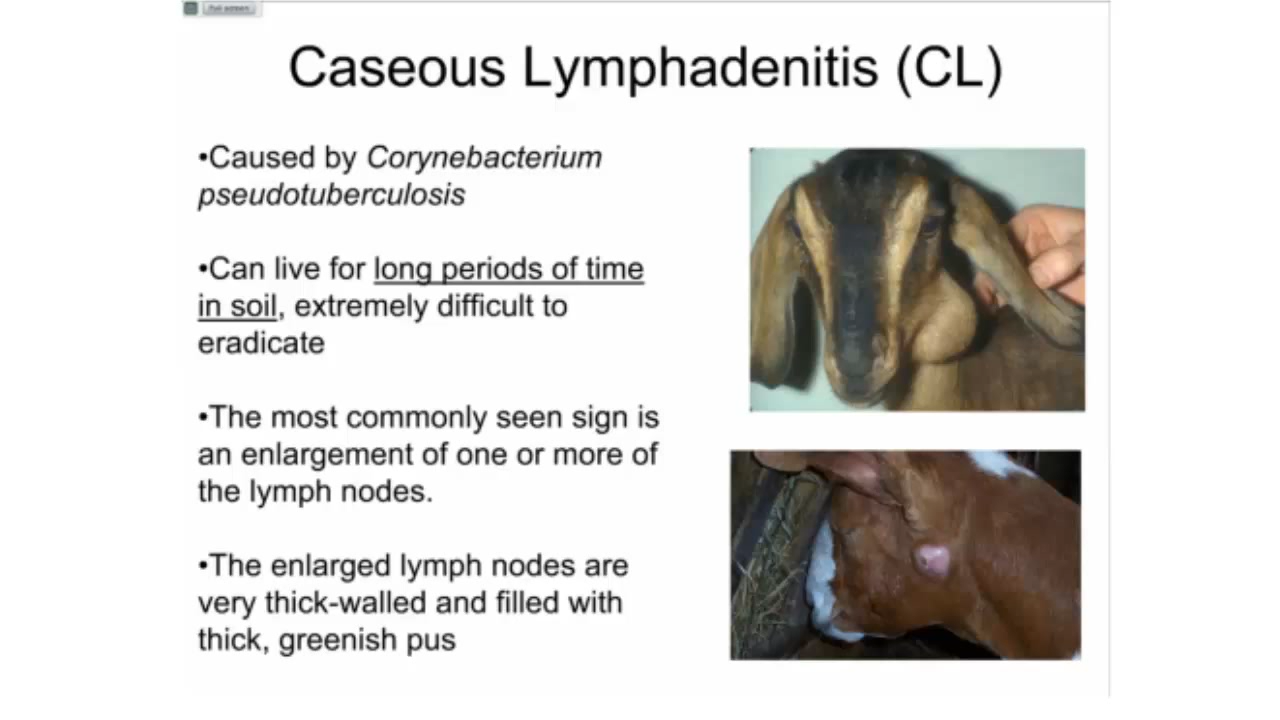 Full screen
Caseous Lymphadenitis (CL)
•Caused by Corynebacterium
pseudotuberculosis
•Can live for long periods of time
in soil, extremely difficult to
eradicate
•The most commonly seen sign is
an enlargement of one or more of
the lymph nodes.
•The enlarged lymph nodes are
very thick-walled and filled with
thick, greenish pus